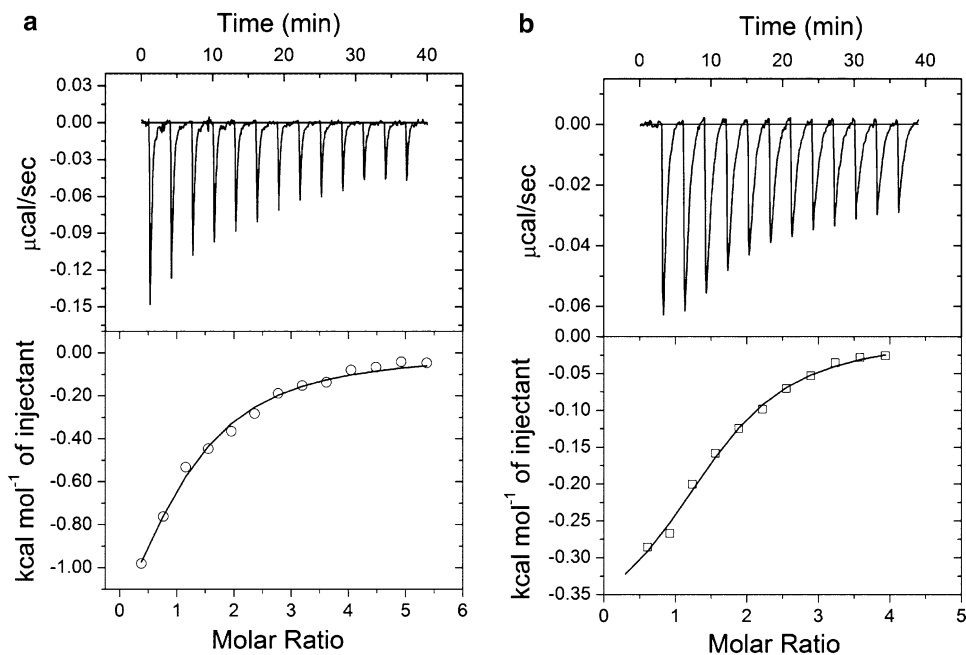 a
Time (min)
0 10 20 30 40
0.03
0.00
-0.03
-0.06
-0.09
-0.12
-0.15
μcal/sec
0.00
-0.20
-0.40
-0.60
-0.80
-1.00
kcal mol⁻¹ of injectant
0 1 2 3 4 5 6
Molar Ratio
b
Time (min)
0 10 20 30 40
0.00
-0.02
-0.04
-0.06
μcal/sec
0.00
-0.05
-0.10
-0.15
-0.20
-0.25
-0.30
-0.35
kcal mol⁻¹ of injectant
0 1 2 3 4 5
Molar Ratio